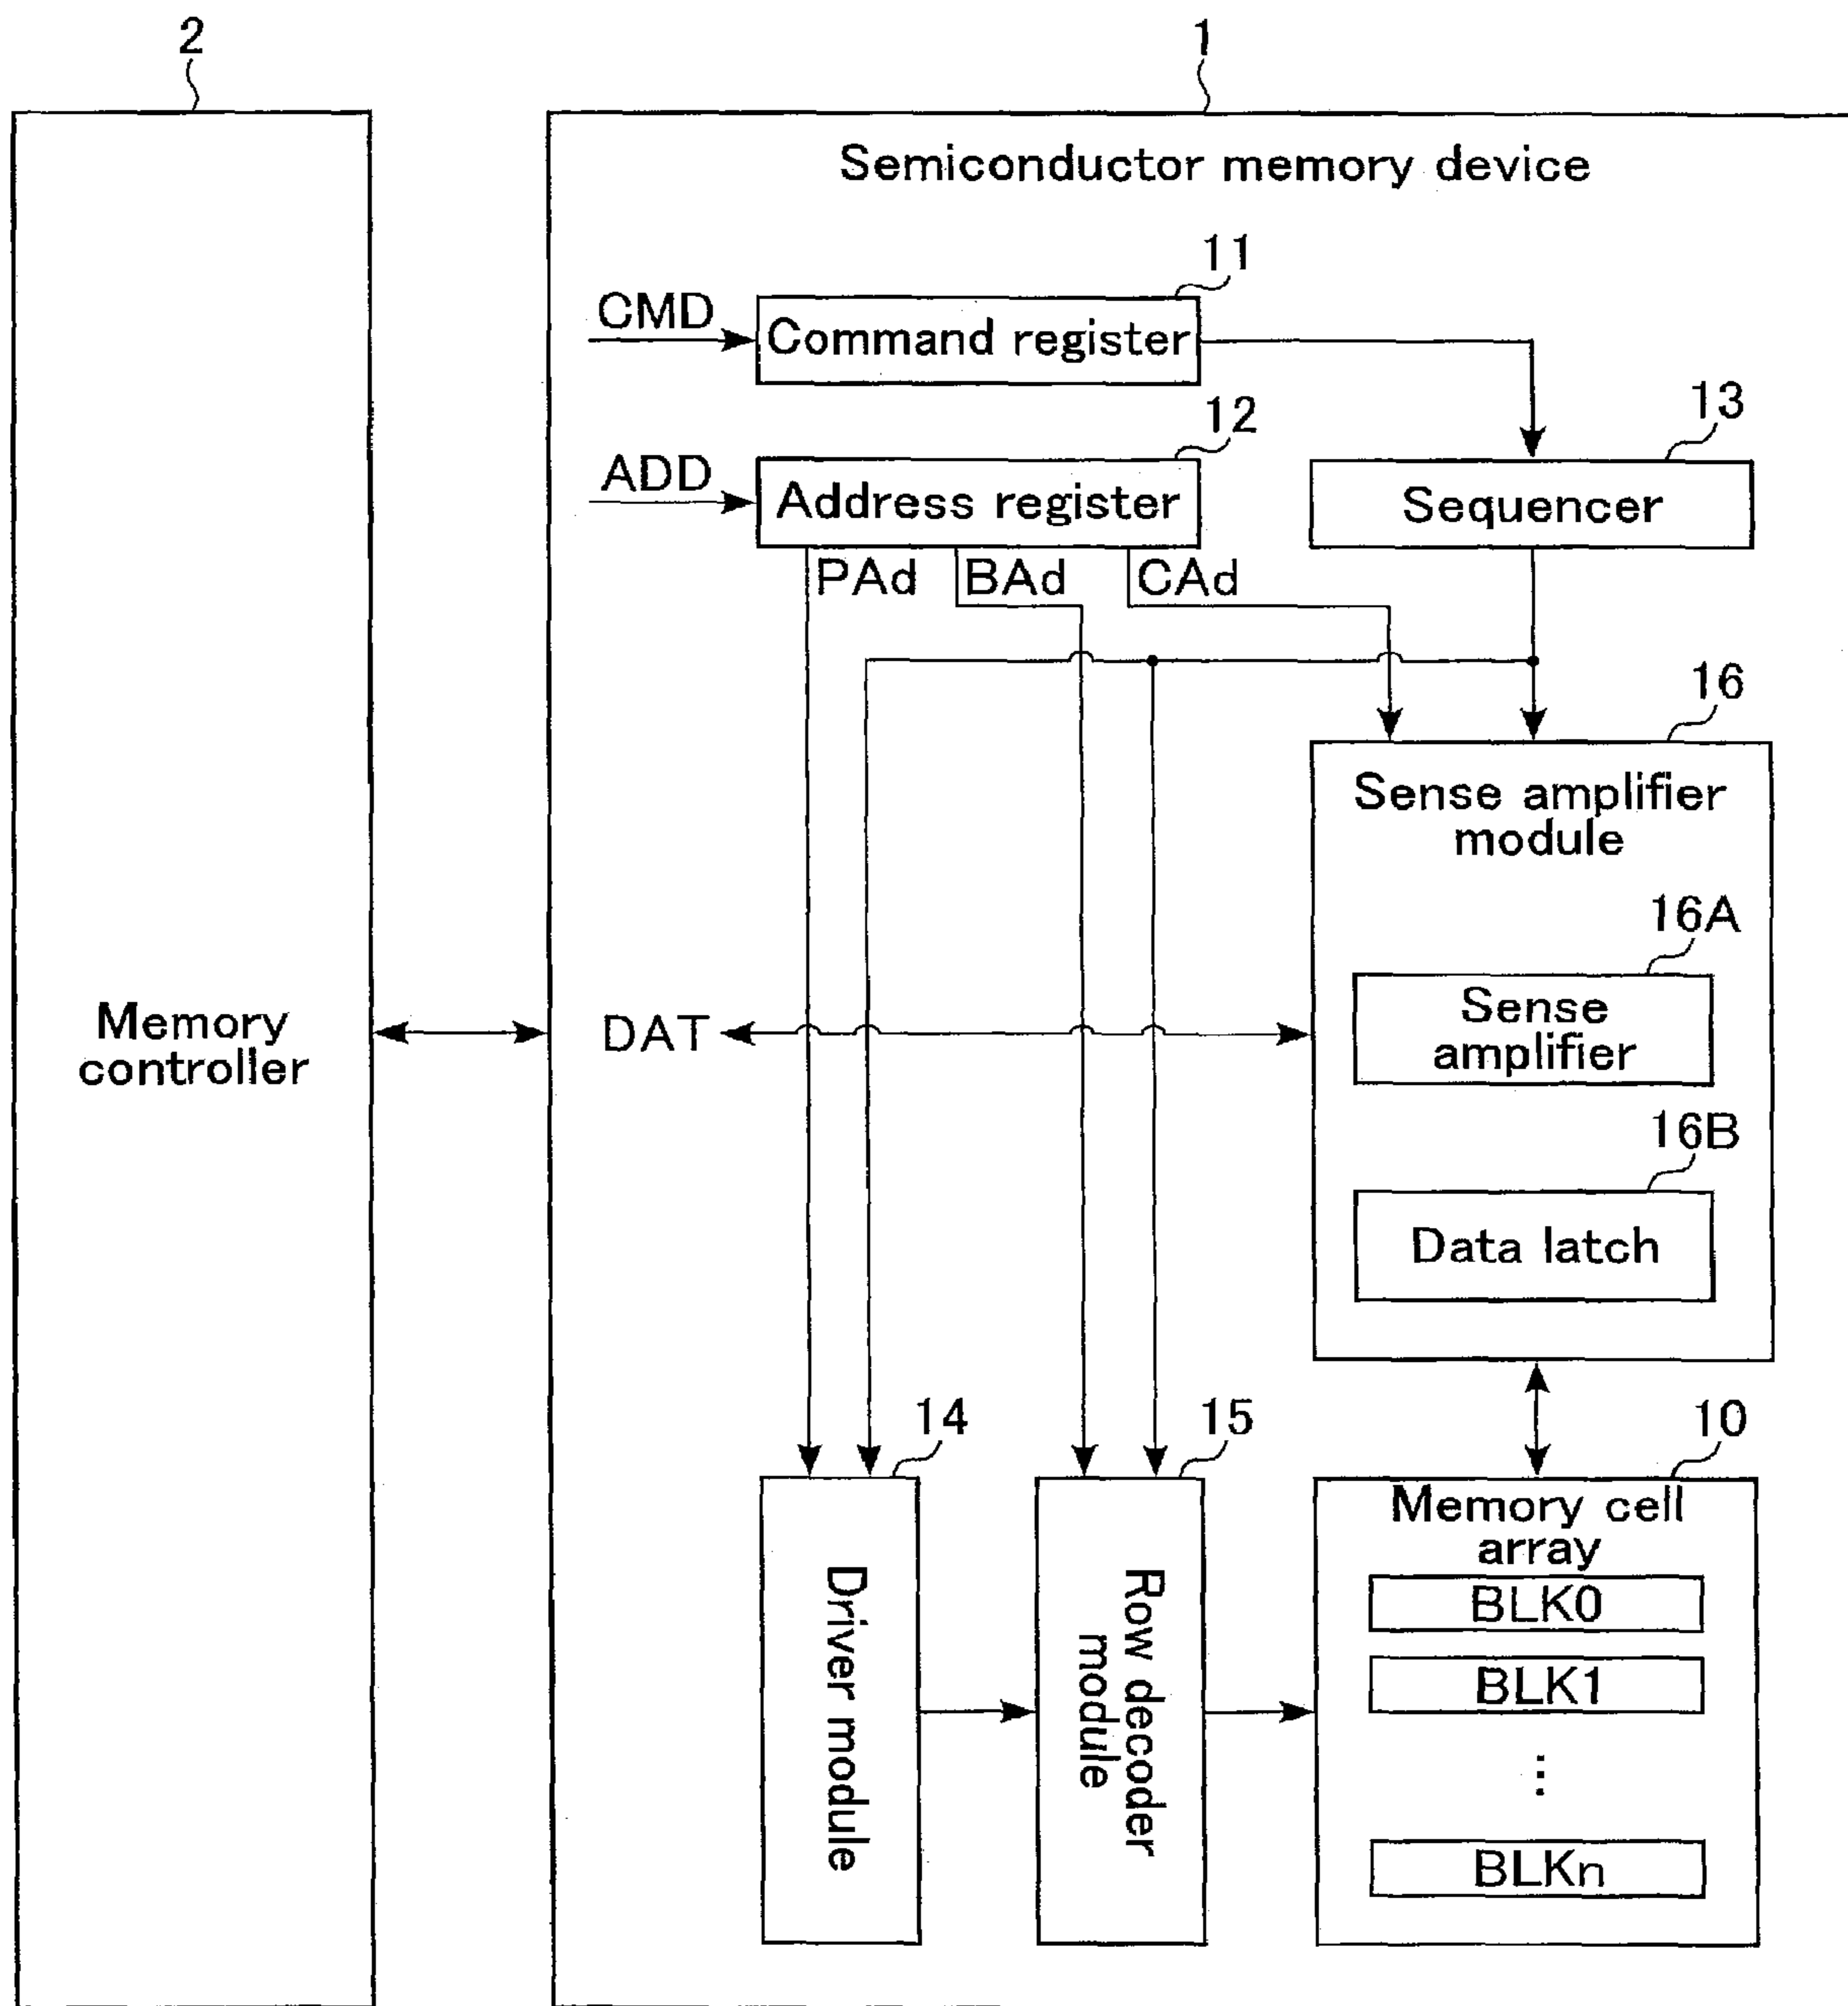 2
1
Semiconductor memory device
11
CMD
Command register
12
13
ADD
Address register
Sequencer
PAd
BAd
CAd
16
Sense amplifier
module
16A
Sense
amplifier
Memory
controller
DAT
16B
Data latch
14
15
10
Driver module
Row decoder
module
Memory cell
array
BLK0
BLK1
...
BLKn